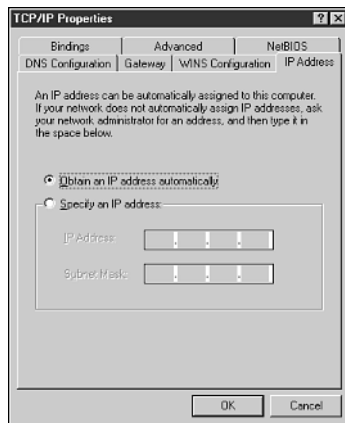 TCP/IP Properties
Bindings Advanced NetBIOS
DNS Configuration Gateway WINS Configuration IP Address
An IP address can be automatically assigned to this computer.
If your network does not automatically assign IP addresses, ask
your network administrator for an address, and then type it in
the space below.
Obtain an IP address automatically
Specify an IP address:
IP Address:
Subnet Mask:
OK Cancel